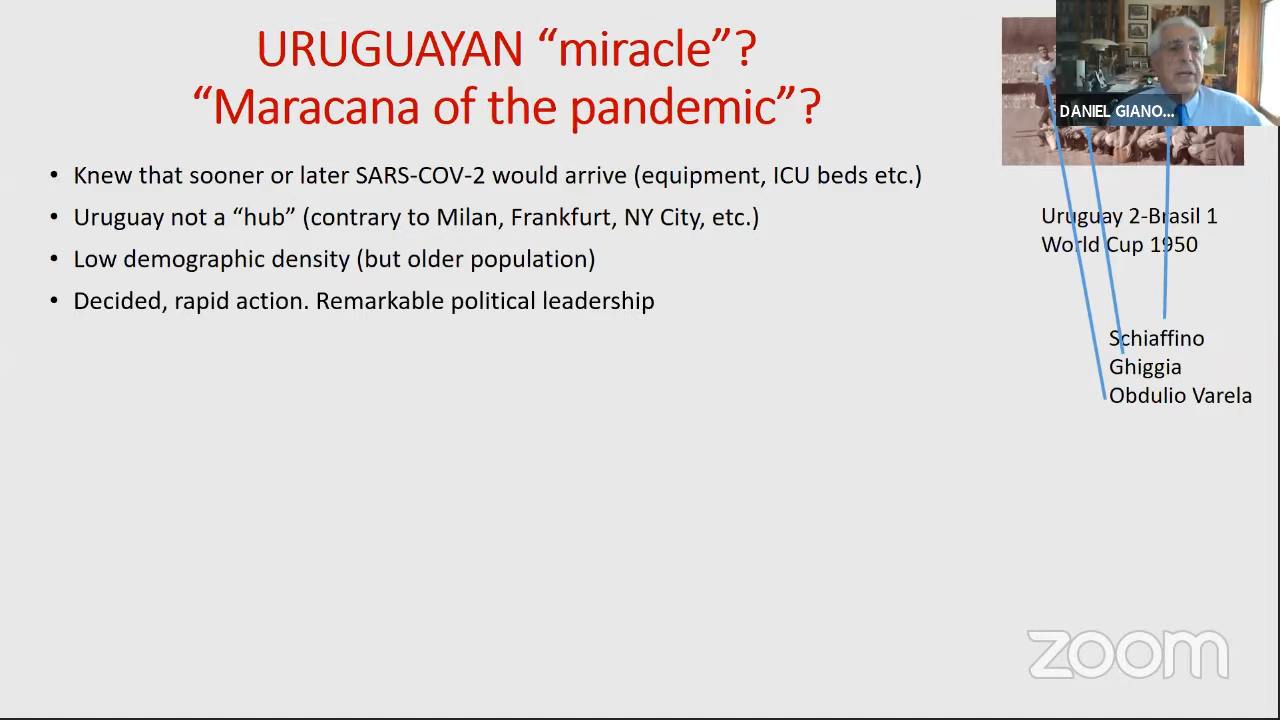 URUGUAYAN “miracle”?
“Maracana of the pandemic”?
• Knew that sooner or later SARS-COV-2 would arrive (equipment, ICU beds etc.)
• Uruguay not a “hub” (contrary to Milan, Frankfurt, NY City, etc.)
• Low demographic density (but older population)
• Decided, rapid action. Remarkable political leadership
DANIEL GIANO...
Uruguay 2-Brasil 1
World Cup 1950
Schiaffino
Ghiggia
Obdulio Varela
zoom